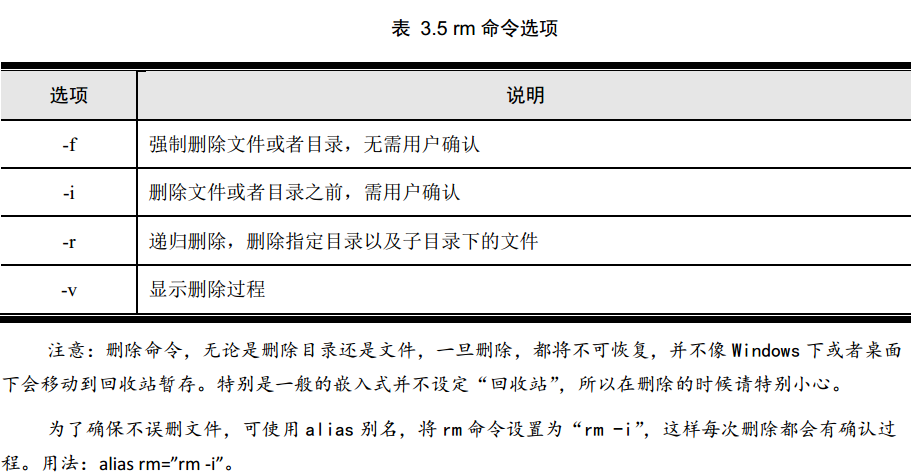 表 3.5 rm 命令选项
选项 说明
-f 强制删除文件或者目录，无需用户确认
-i 删除文件或者目录之前，需用户确认
-r 递归删除，删除指定目录以及子目录下的文件
-v 显示删除过程
注意：删除命令，无论是删除目录还是文件，一旦删除，都将不可恢复，并不像 Windows 下或者桌面
下会移动到回收站暂存。特别是一般的嵌入式并不设定“回收站”，所以在删除的时候请特别小心。
为了确保不误删文件，可使用 alias 别名，将 rm 命令设置为“rm -i”，这样每次删除都会有确认过
程。用法：alias rm=”rm -i”。